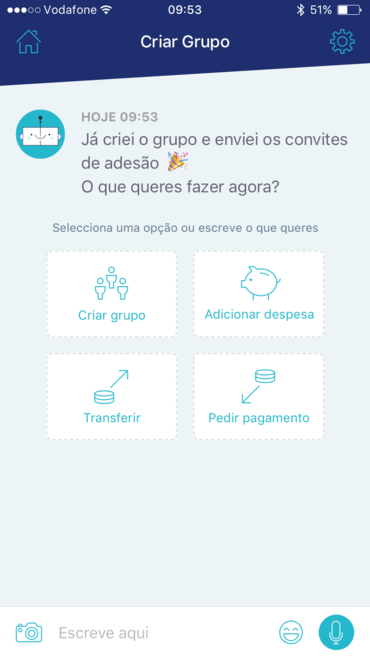 Vodafone 09:53 51%
Criar Grupo
HOJE 09:53
Já criei o grupo e enviei os convites
de adesão 🎉
O que queres fazer agora?
Selecciona uma opção ou escreve o que queres
Criar grupo Adicionar despesa
Transferir Pedir pagamento
Escreve aqui